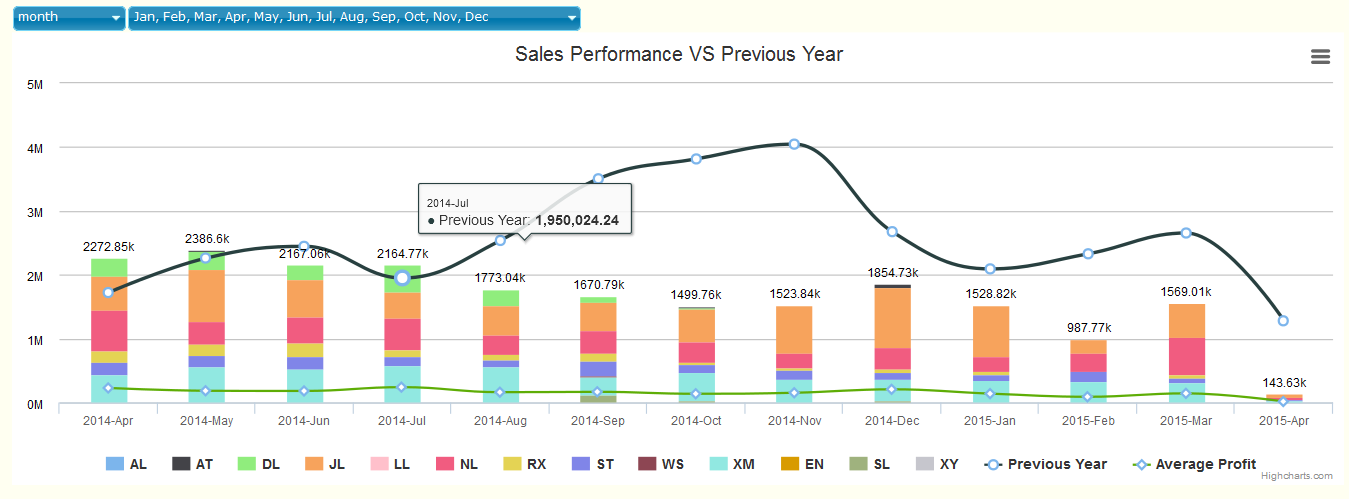 month Jan, Feb, Mar, Apr, May, Jun, Jul, Aug, Sep, Oct, Nov, Dec
Sales Performance VS Previous Year
5M
4M
3M
2M
1M
0M
2014-Jul
● Previous Year: 1,950,024.24
2272.85k 2386.6k 2167.06k 2164.77k 1773.04k 1670.79k 1499.76k 1523.84k 1854.73k 1528.82k 987.77k 1569.01k 143.63k
2014-Apr 2014-May 2014-Jun 2014-Jul 2014-Aug 2014-Sep 2014-Oct 2014-Nov 2014-Dec 2015-Jan 2015-Feb 2015-Mar 2015-Apr
AL AT DL JL LL NL RX ST WS XM EN SL XY Previous Year Average Profit
Highcharts.com